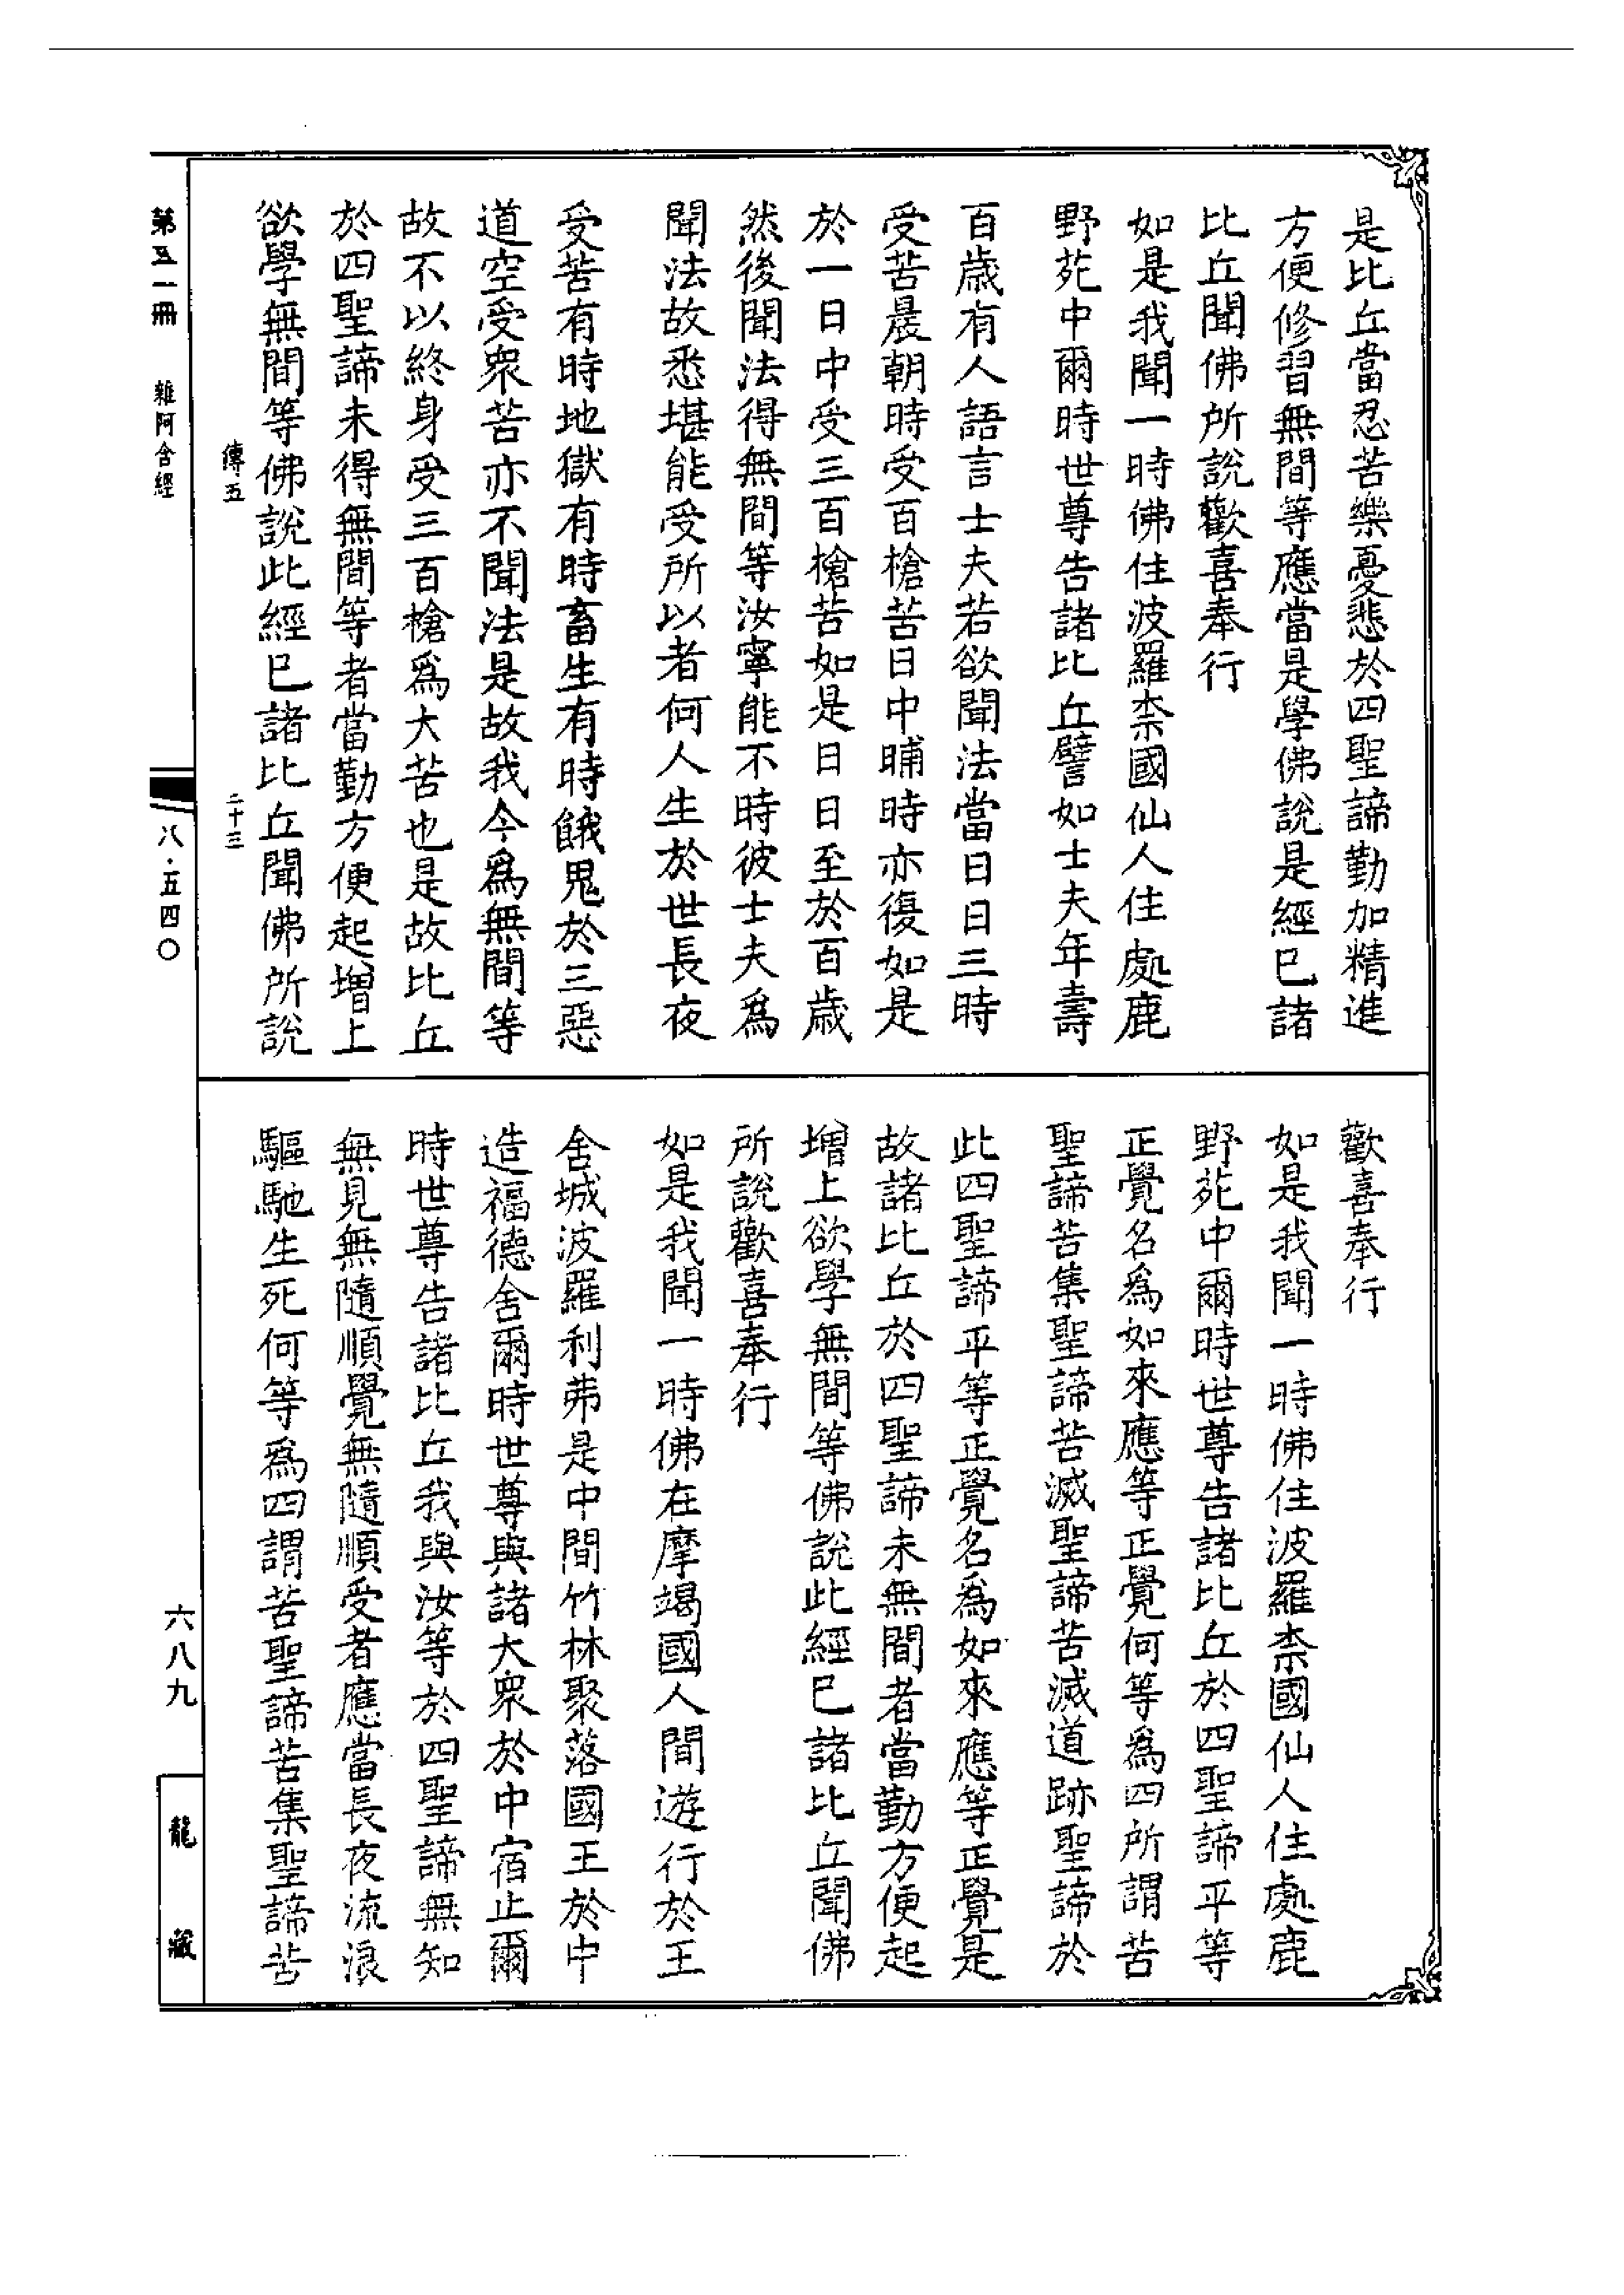 是比丘當忍苦樂憂悲於四聖諦勤加精進
方便修習無間等應當是學佛說是經已諸
比丘聞佛所說歡喜奉行
如是我聞一時佛住波羅柰國仙人住處鹿
野苑中爾時世尊告諸比丘譬如士夫年壽
百歲有人語言士夫若欲聞法當日日三時
受苦晨朝時受百槍苦日中晡時亦復如是
於一日中受三百槍苦如是日日至於百歲
然後聞法得無間等汝寧能不時彼士夫爲
聞法故悉堪能受所以者何人生於世長夜
受苦有時地獄有時畜生有時餓鬼於三惡
道空受眾苦亦不聞法是故我今爲無間等
故不以終身受三百槍爲大苦也是故比丘
於四聖諦未得無間等者當勤方便起增上
欲學無間等佛說此經已諸比丘聞佛所說
傳五
二十三
歡喜奉行
如是我聞一時佛住波羅柰國仙人住處鹿
野苑中爾時世尊告諸比丘於四聖諦平等
正覺名爲如來應等正覺何等爲四所謂苦
聖諦苦集聖諦苦滅聖諦苦滅道跡聖諦於
此四聖諦平等正覺名爲如來應等正覺是
故諸比丘於四聖諦未無間者當勤方便起
增上欲學無間等佛說此經已諸比丘聞佛
所說歡喜奉行
如是我聞一時佛在摩竭國人間遊行於王
舍城波羅利弗是中間竹林聚落國王於中
造福德舍爾時世尊與諸大眾於中宿止爾
時世尊告諸比丘我與汝等於四聖諦無知
無見無隨順覺無隨順受者應當長夜流浪
驅馳生死何等爲四謂苦聖諦苦集聖諦苦
第五一冊
雜阿含經
八·五四〇
六八九
龍藏